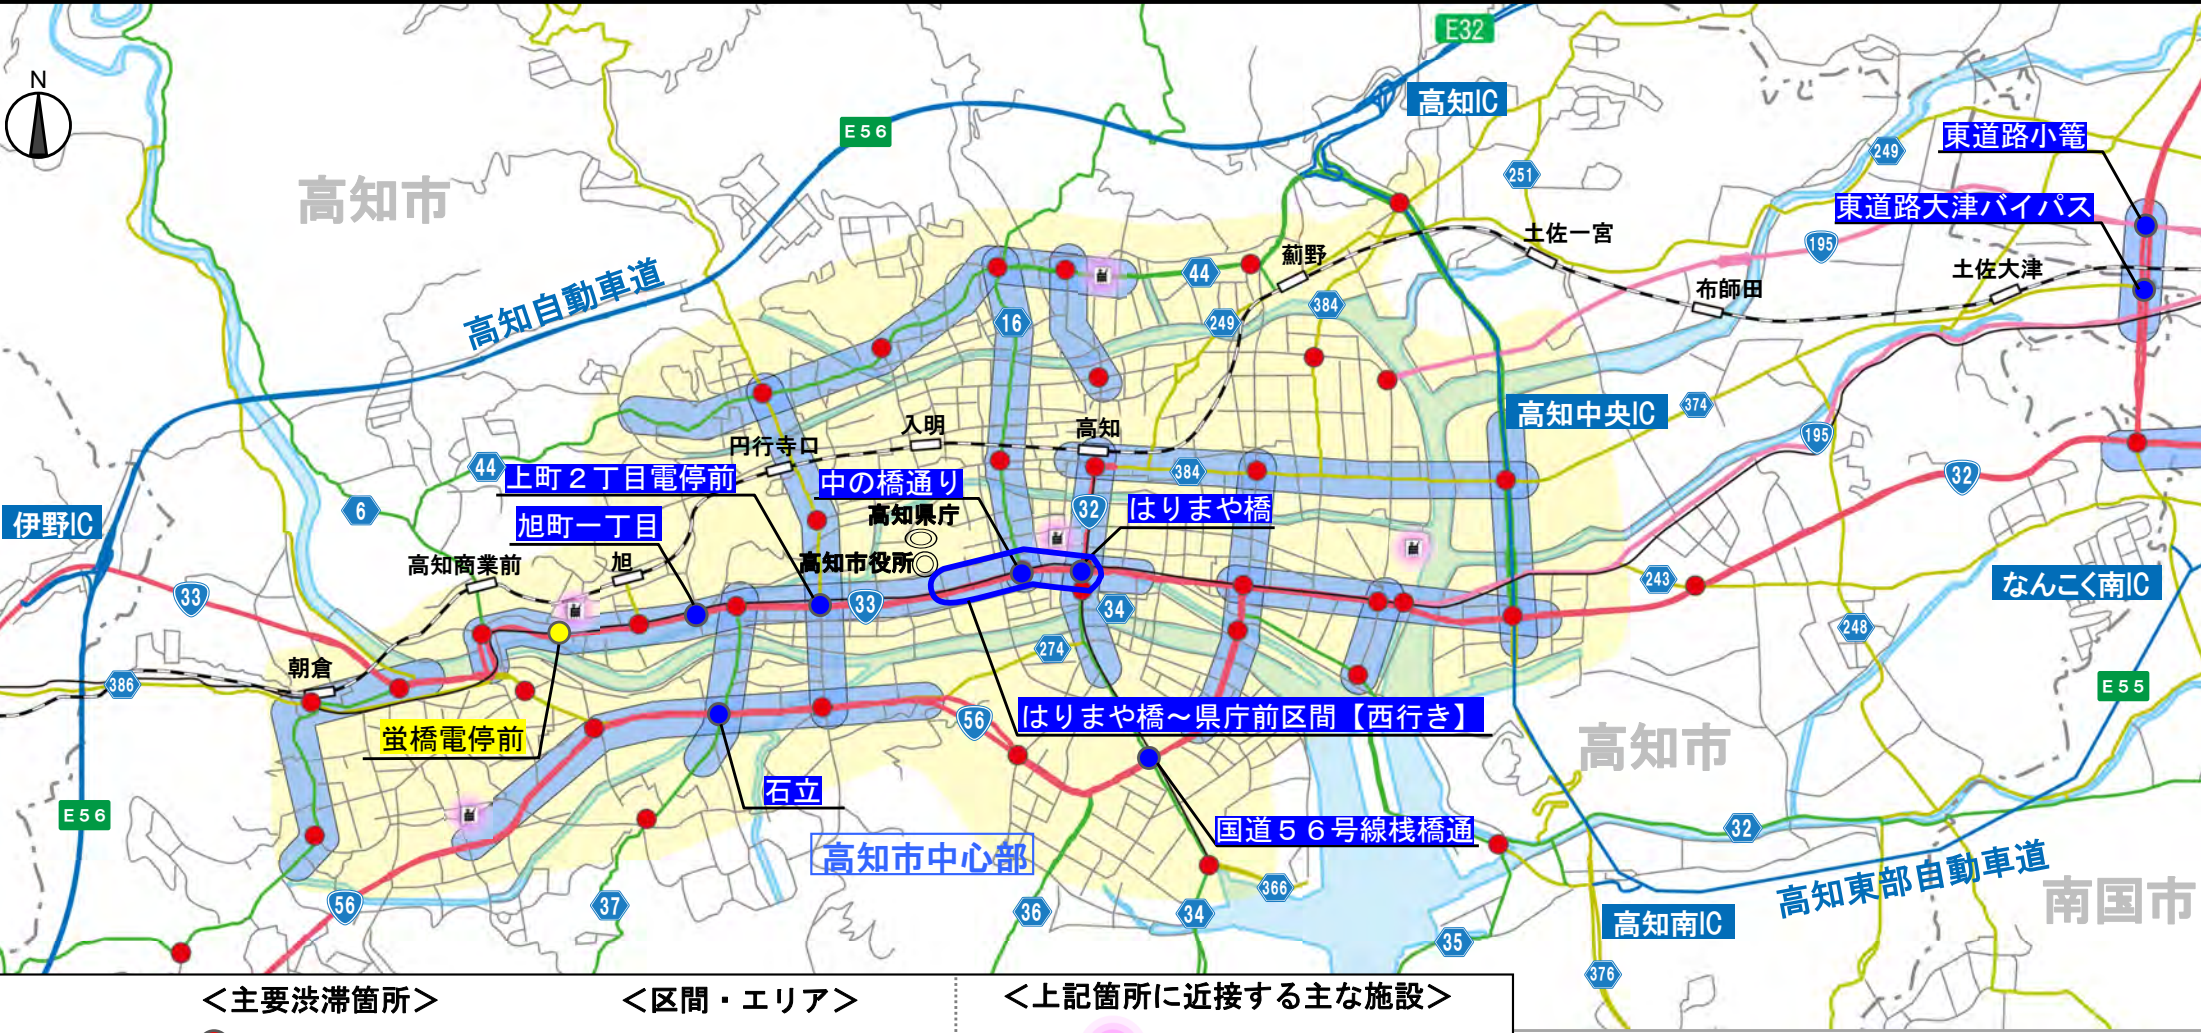 E32
N
高知IC
E56
東道路小篭
249
251
高知市
東道路大津バイパス
土佐一宮
195
薊野
44
土佐大津
高知自動車道
布師田
384
16
249
高知中央IC
374
入明
高知
195
円行寺口
44
上町2丁目電停前
中の橋通り
384
32
6
高知県庁
32
はりまや橋
伊野IC
旭町一丁目
高知商業前
旭
高知市役所
243
なんこく南IC
33
33
34
248
274
朝倉
386
E55
56
はりまや橋~県庁前区間【西行き】
蛍橋電停前
高知市
石立
E56
国道56号線桟橋通
32
高知市中心部
高知東部自動車道
366
56
37
36
34
高知南IC
南国市
35
376
<主要渋滞箇所>
<区間・エリア>
<上記箇所に近接する主な施設>